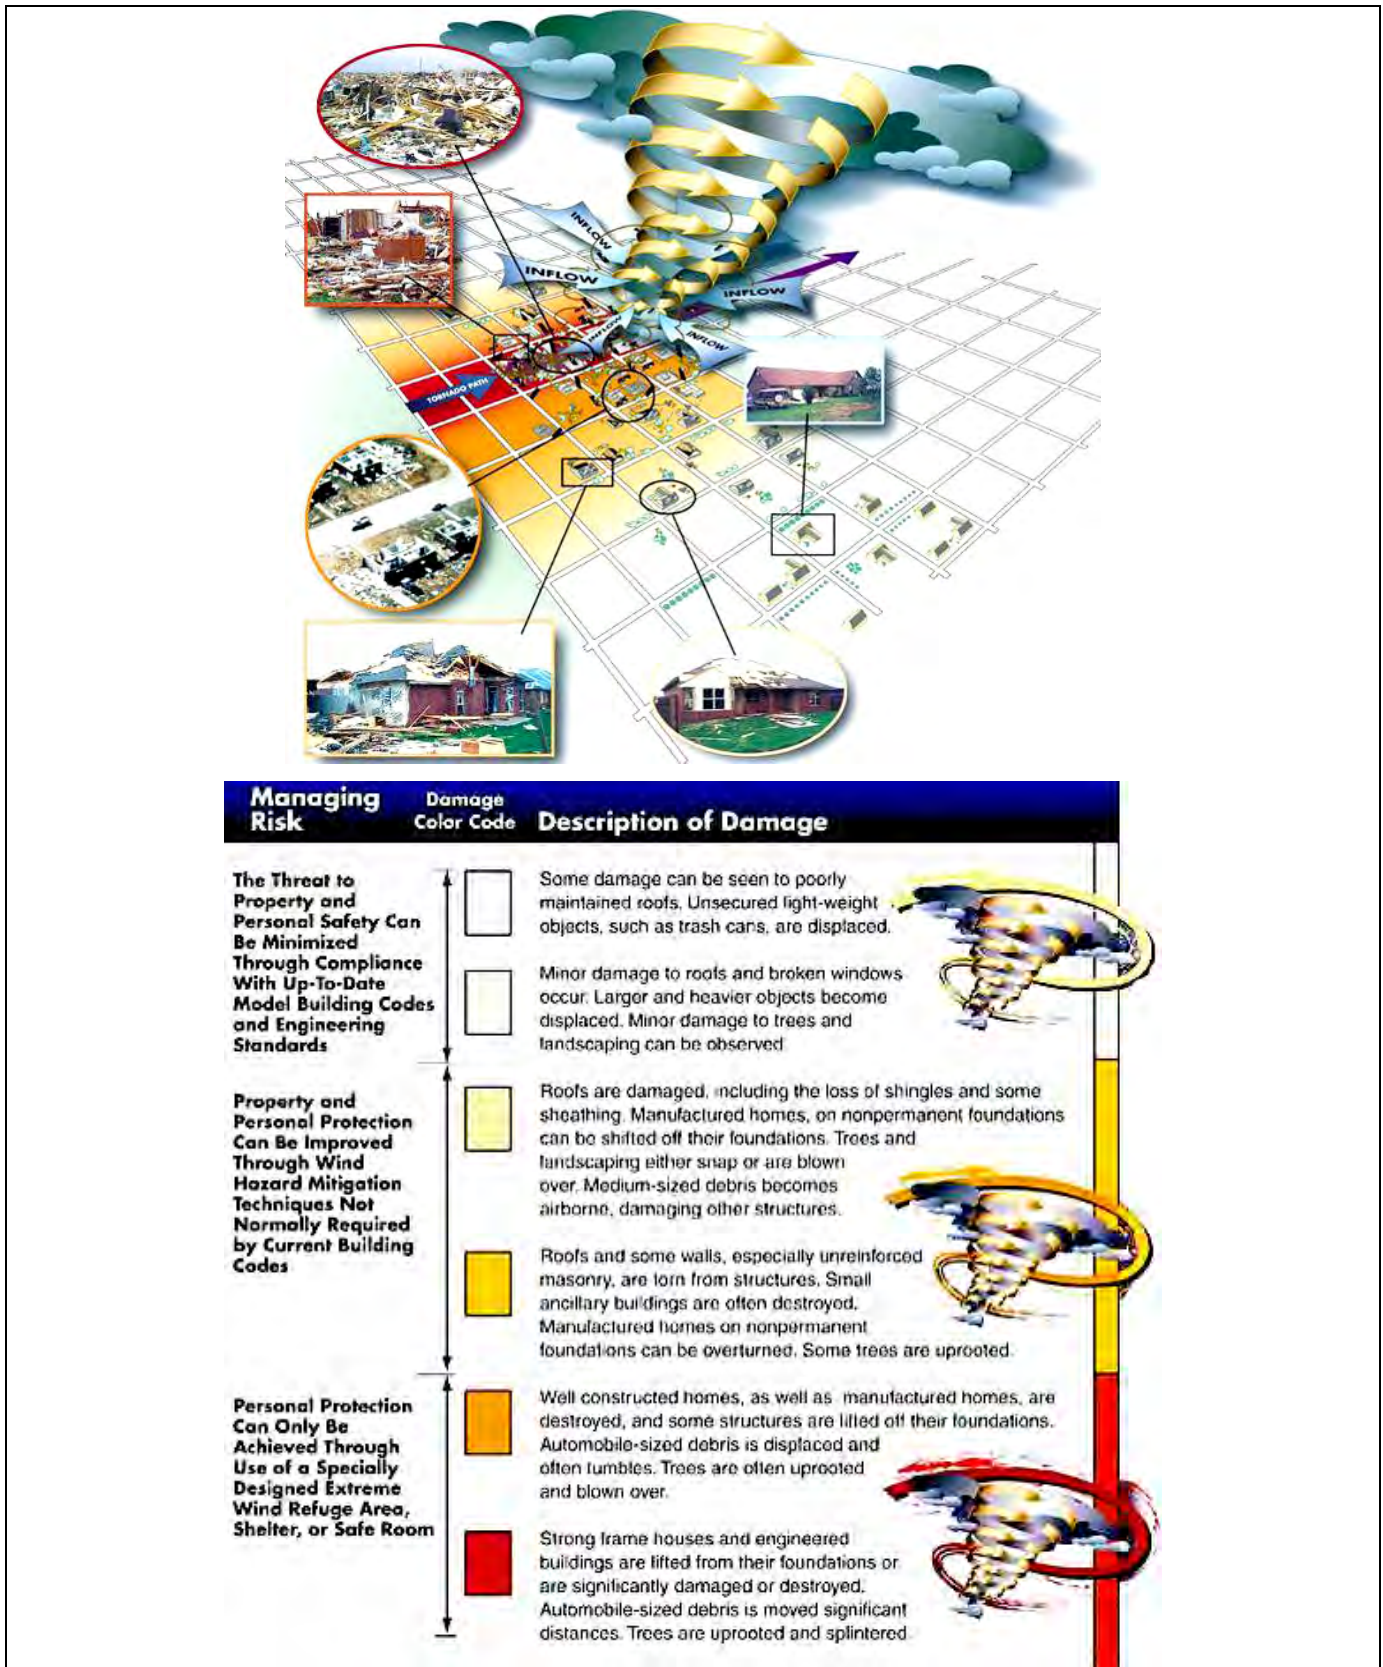 INFLOW
INFLOW
INFLOW
INFLOW
INFLOW
TORNADO PATH
Managing
Risk
Damage
Color Code
Description of Damage
The Threat to
Property and
Personal Safety Can
Be Minimized
Through Compliance
With Up-To-Date
Model Building Codes
and Engineering
Standards
Some damage can be seen to poorly
maintained roofs. Unsecured light-weight
objects, such as trash cans, are displaced.
Minor damage to roofs and broken windows
occur. Larger and heavier objects become
displaced. Minor damage to trees and
landscaping can be observed
Property and
Personal Protection
Can Be Improved
Through Wind
Hazard Mitigation
Techniques Not
Normally Required
by Current Building
Codes
Roofs are damaged, including the loss of shingles and some
sheathing. Manufactured homes, on nonpermanent foundations
can be shifted off their foundations. Trees and
landscaping either snap or are blown
over. Medium-sized debris becomes
airborne, damaging other structures.
Roofs and some walls, especially unreinforced
masonry, are torn from structures. Small
ancillary buildings are often destroyed.
Manufactured homes on nonpermanent
foundations can be overturned. Some trees are uprooted.
Personal Protection
Can Only Be
Achieved Through
Use of a Specially
Designed Extreme
Wind Refuge Area,
Shelter, or Safe Room
Well constructed homes, as well as manufactured homes, are
destroyed, and some structures are lifted off their foundations.
Automobile-sized debris is displaced and
often tumbles. Trees are often uprooted
and blown over.
Strong frame houses and engineered
buildings are lifted from their foundations or
are significantly damaged or destroyed.
Automobile-sized debris is moved significant
distances. Trees are uprooted and splintered